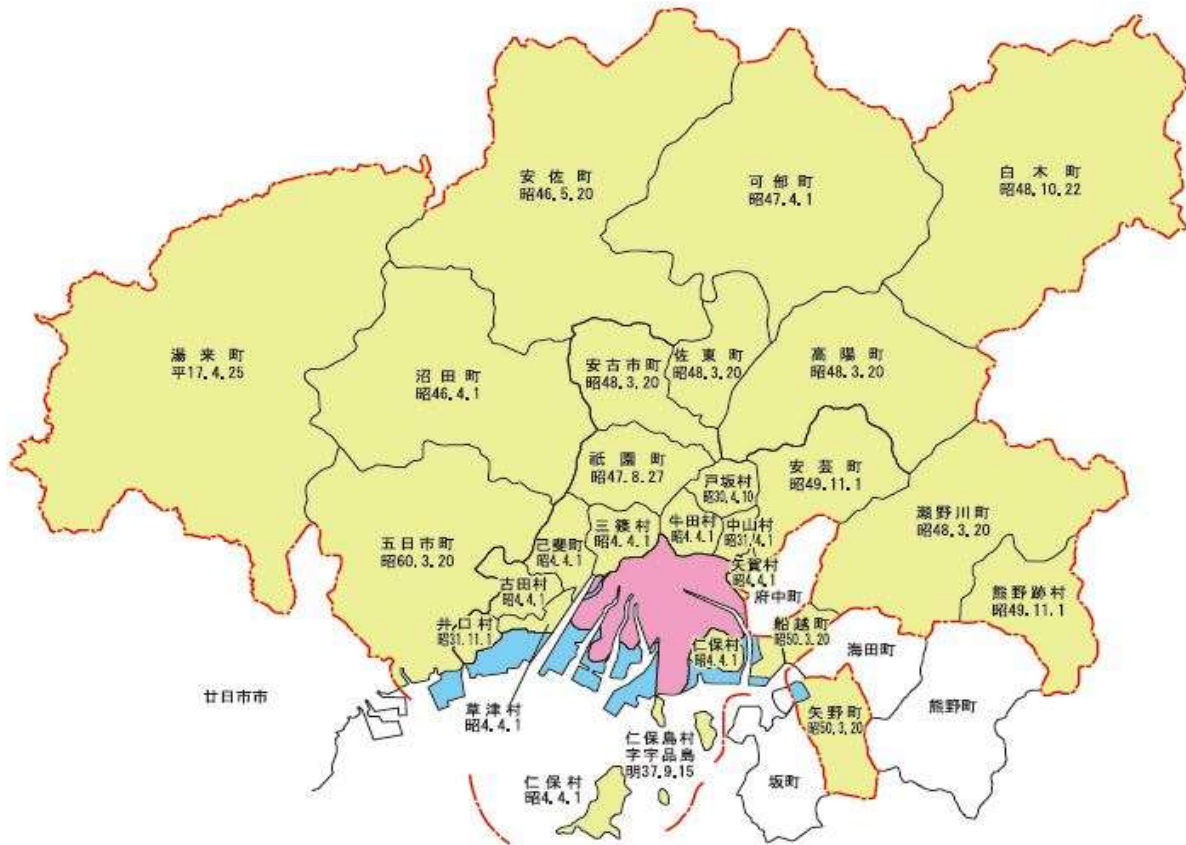 安佐町
昭46.5.20
可部町
昭47.4.1
白木町
昭48.10.22
湯来町
平17.4.25
沼田町
昭46.4.1
安古市町
昭48.3.20
佐東町
昭48.3.20
高陽町
昭48.3.20
祇園町
昭47.8.27
戸坂村
昭30.4.10
安芸町
昭49.11.1
瀬野川町
昭48.3.20
五日市町
昭60.3.20
己斐町
昭4.4.1
三篠村
昭4.4.1
牛田村
昭4.4.1
中山村
昭31.4.1
矢賀村
昭4.4.1
府中町
古田村
昭4.4.1
熊野跡村
昭49.11.1
井口村
昭31.11.1
仁保村
昭4.4.1
船越町
昭50.3.20
海田町
廿日市市
草津村
昭4.4.1
仁保島村
字宇品島
明37.9.15
矢野町
昭50.3.20
熊野町
仁保村
昭4.4.1
坂町